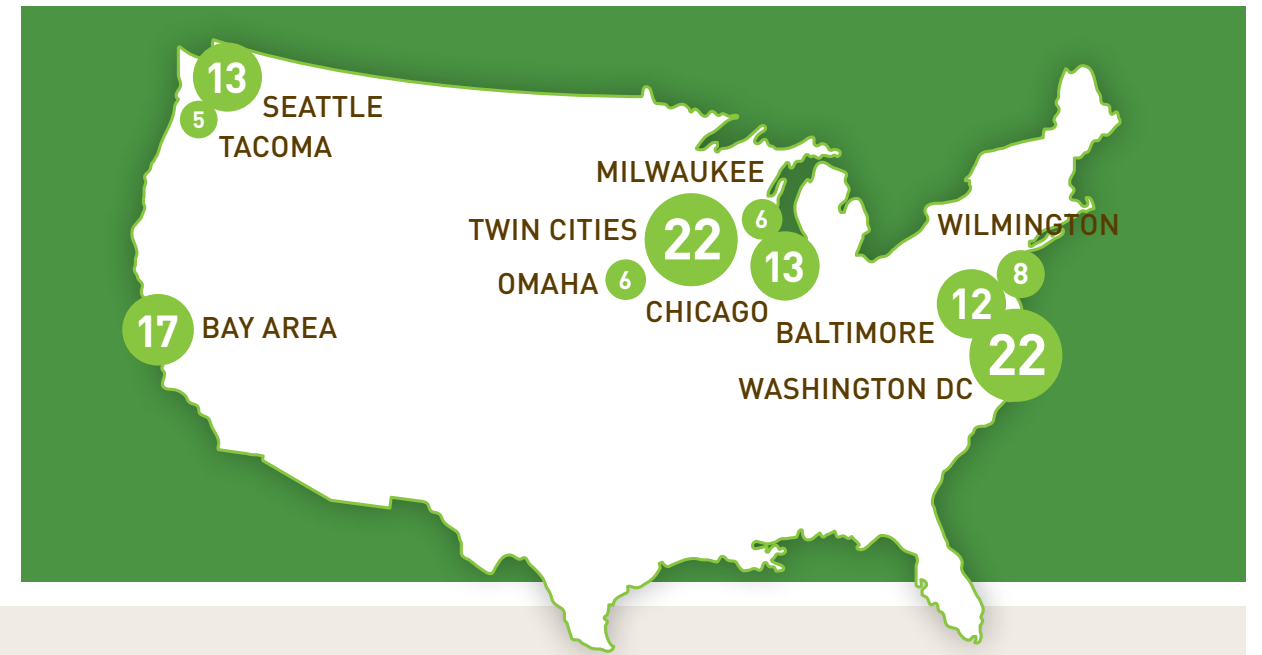 13
SEATTLE
5
TACOMA
MILWAUKEE
6
TWIN CITIES
22
WILMINGTON
13
OMAHA
6
8
CHICAGO
12
BALTIMORE
17
BAY AREA
22
WASHINGTON DC